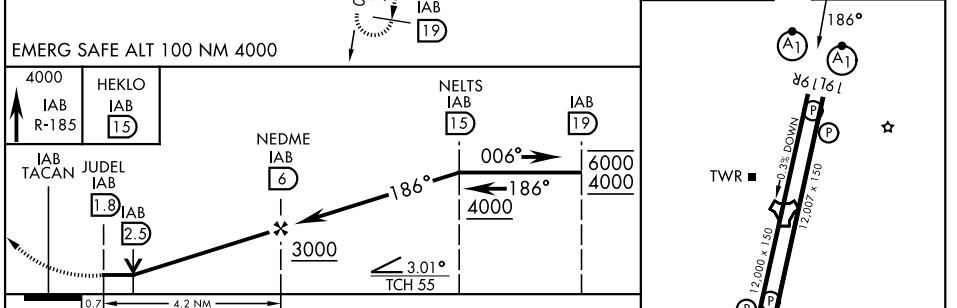 IAB
19
EMERG SAFE ALT 100 NM 4000
186°
A1
A1
4000
IAB
R-185
HEKLO
IAB
15
NELTS
IAB
15
IAB
19
19R
19L
P
P
NEDME
IAB
6
006°
6000
4000
186°
4000
186°
IAB
TACAN
JUDEL
IAB
1.8
IAB
2.5
3000
3.01°
TCH 55
0.7
4.2 NM
TWR
0.3% DOWN
12,007 x 150
12,000 x 150
P
P